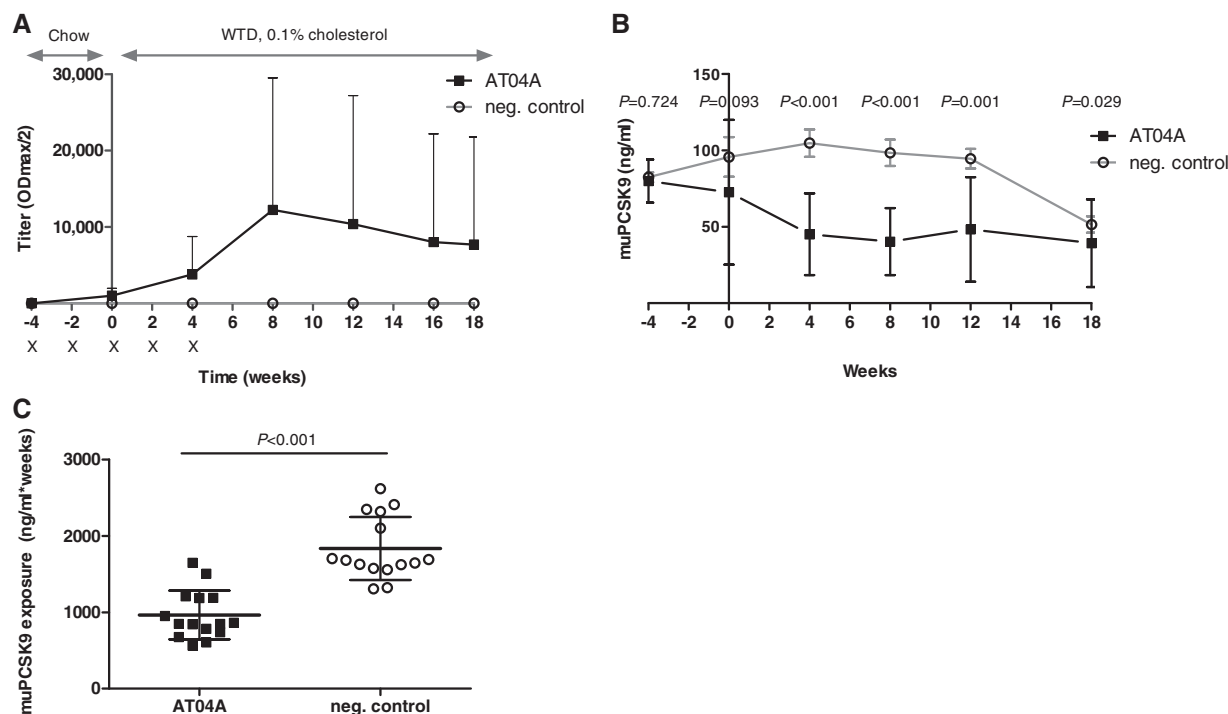 A
Chow
WTD, 0.1% cholesterol
30,000
20,000
10,000
Titer (ODmax/2)
AT04A
neg. control
-4 -2 0 2 4 6 8 10 12 14 16 18
X X X X X
Time (weeks)
B
150
100
50
muPCSK9 (ng/ml)
P=0.724 P=0.093 P<0.001 P<0.001 P=0.001 P=0.029
AT04A
neg. control
-4 -2 0 2 4 6 8 10 12 14 16 18
Weeks
C
P<0.001
3000
2000
1000
0
muPCSK9 exposure (ng/ml*weeks)
AT04A neg. control